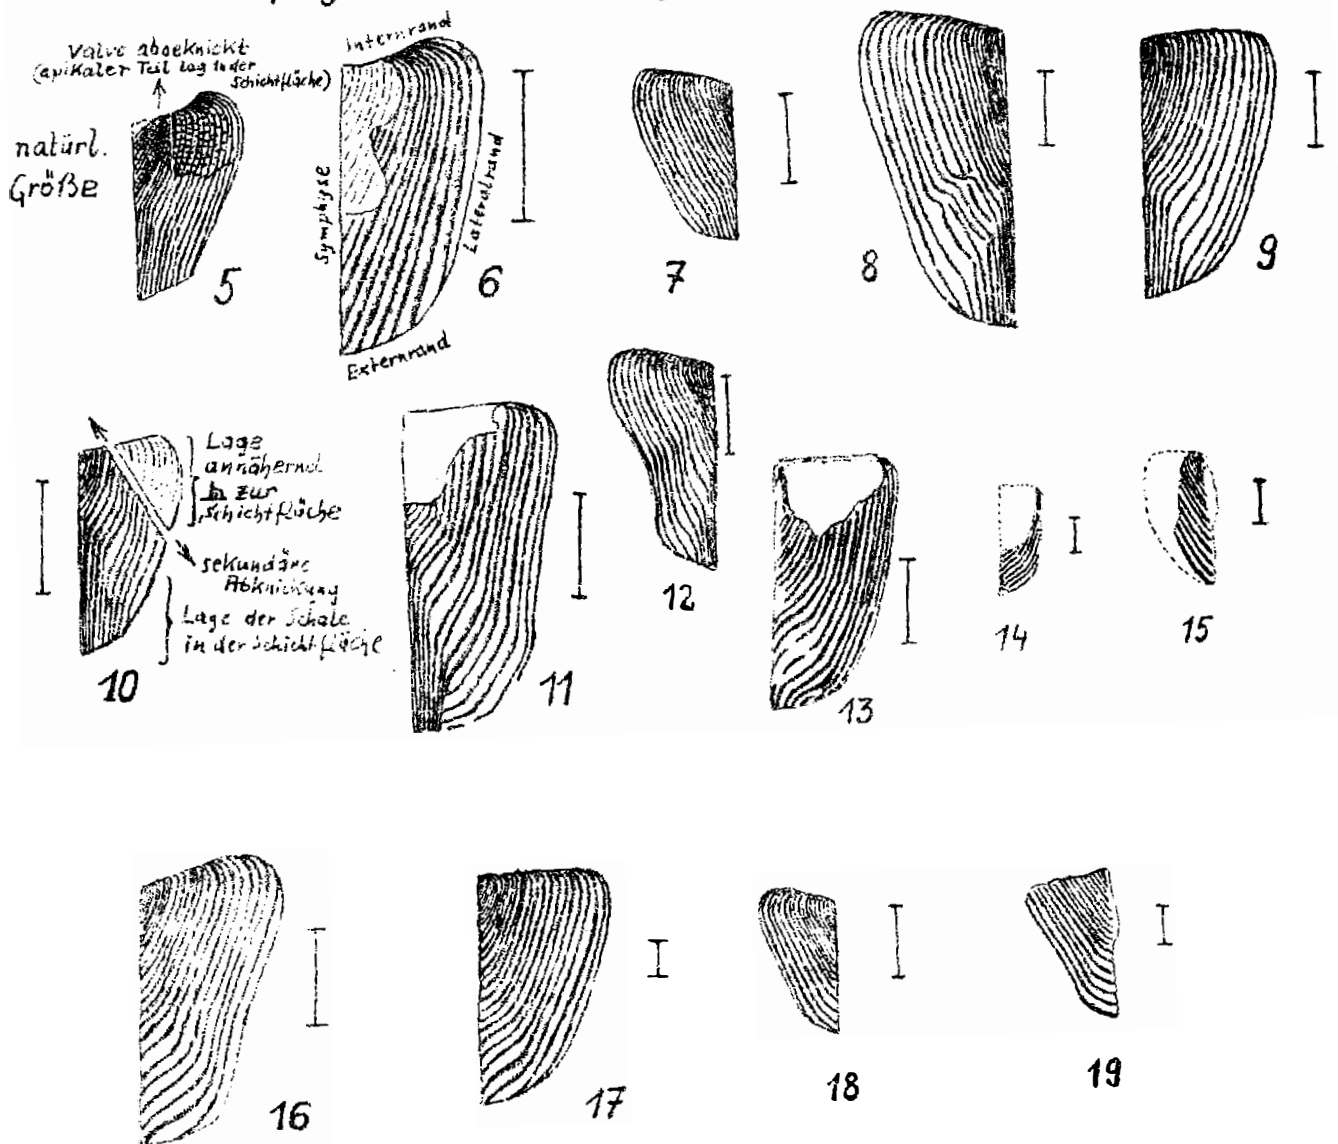 Valve abgeknickt
(apikaler Teil lag in der
Schichtfläche)
natürl.
Größe
5
Internrand
Symphyse
Lateralrand
Externrand
6
7
8
9
Lage
annähernd
zur
Schichtfläche
sekundäre
Abknickung
Lage der Schale
in der Schichtfläche
10
11
12
13
14
15
16
17
18
19